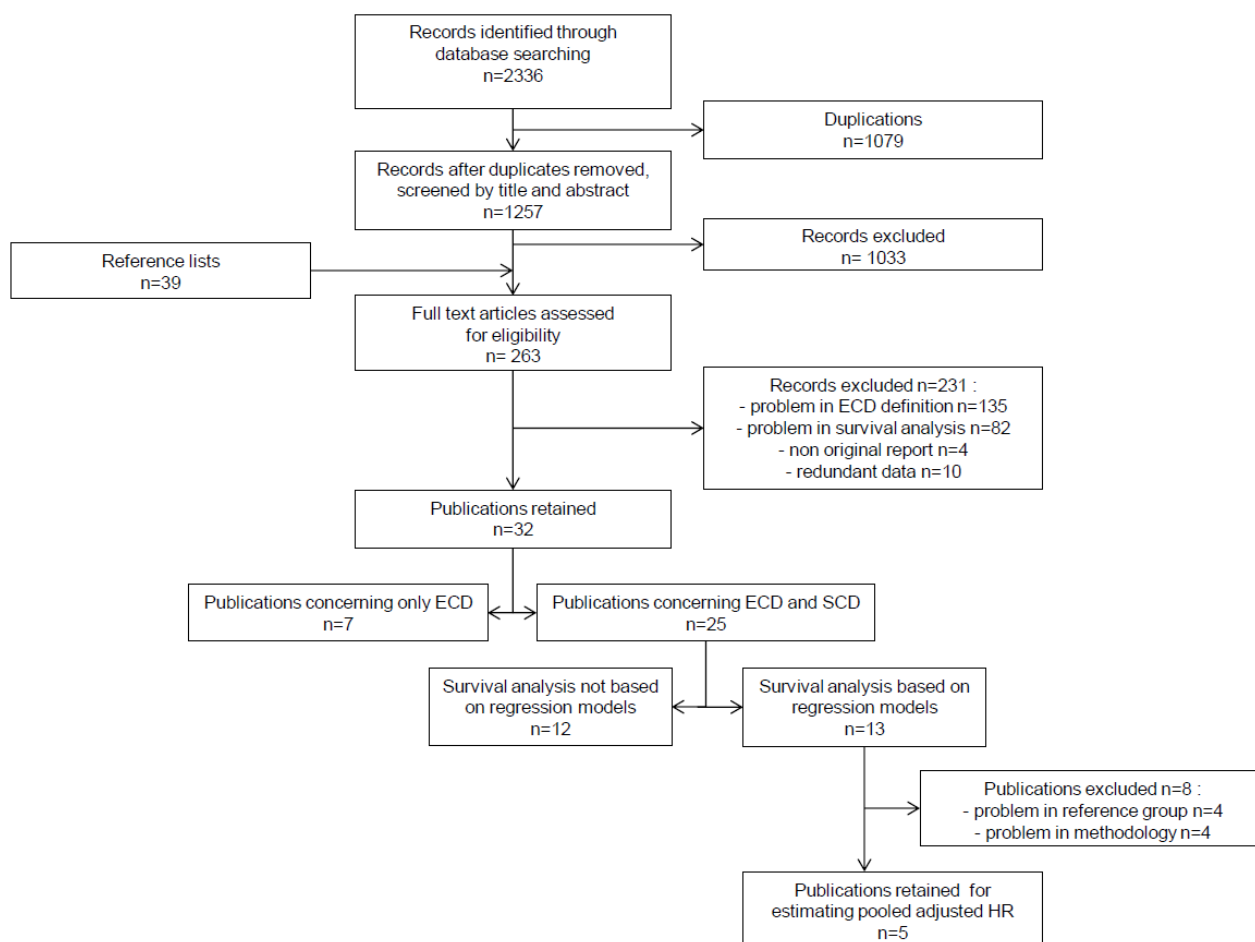 Records identified through
database searching
n=2336
Duplications
n=1079
Records after duplicates removed,
screened by title and abstract
n=1257
Records excluded
n= 1033
Reference lists
n=39
Full text articles assessed
for eligibility
n= 263
Records excluded n=231 :
- problem in ECD definition n=135
- problem in survival analysis n=82
- non original report n=4
- redundant data n=10
Publications retained
n=32
Publications concerning only ECD
n=7
Publications concerning ECD and SCD
n=25
Survival analysis not based
on regression models
n=12
Survival analysis based on
regression models
n=13
Publications excluded n=8 :
- problem in reference group n=4
- problem in methodology n=4
Publications retained for
estimating pooled adjusted HR
n=5